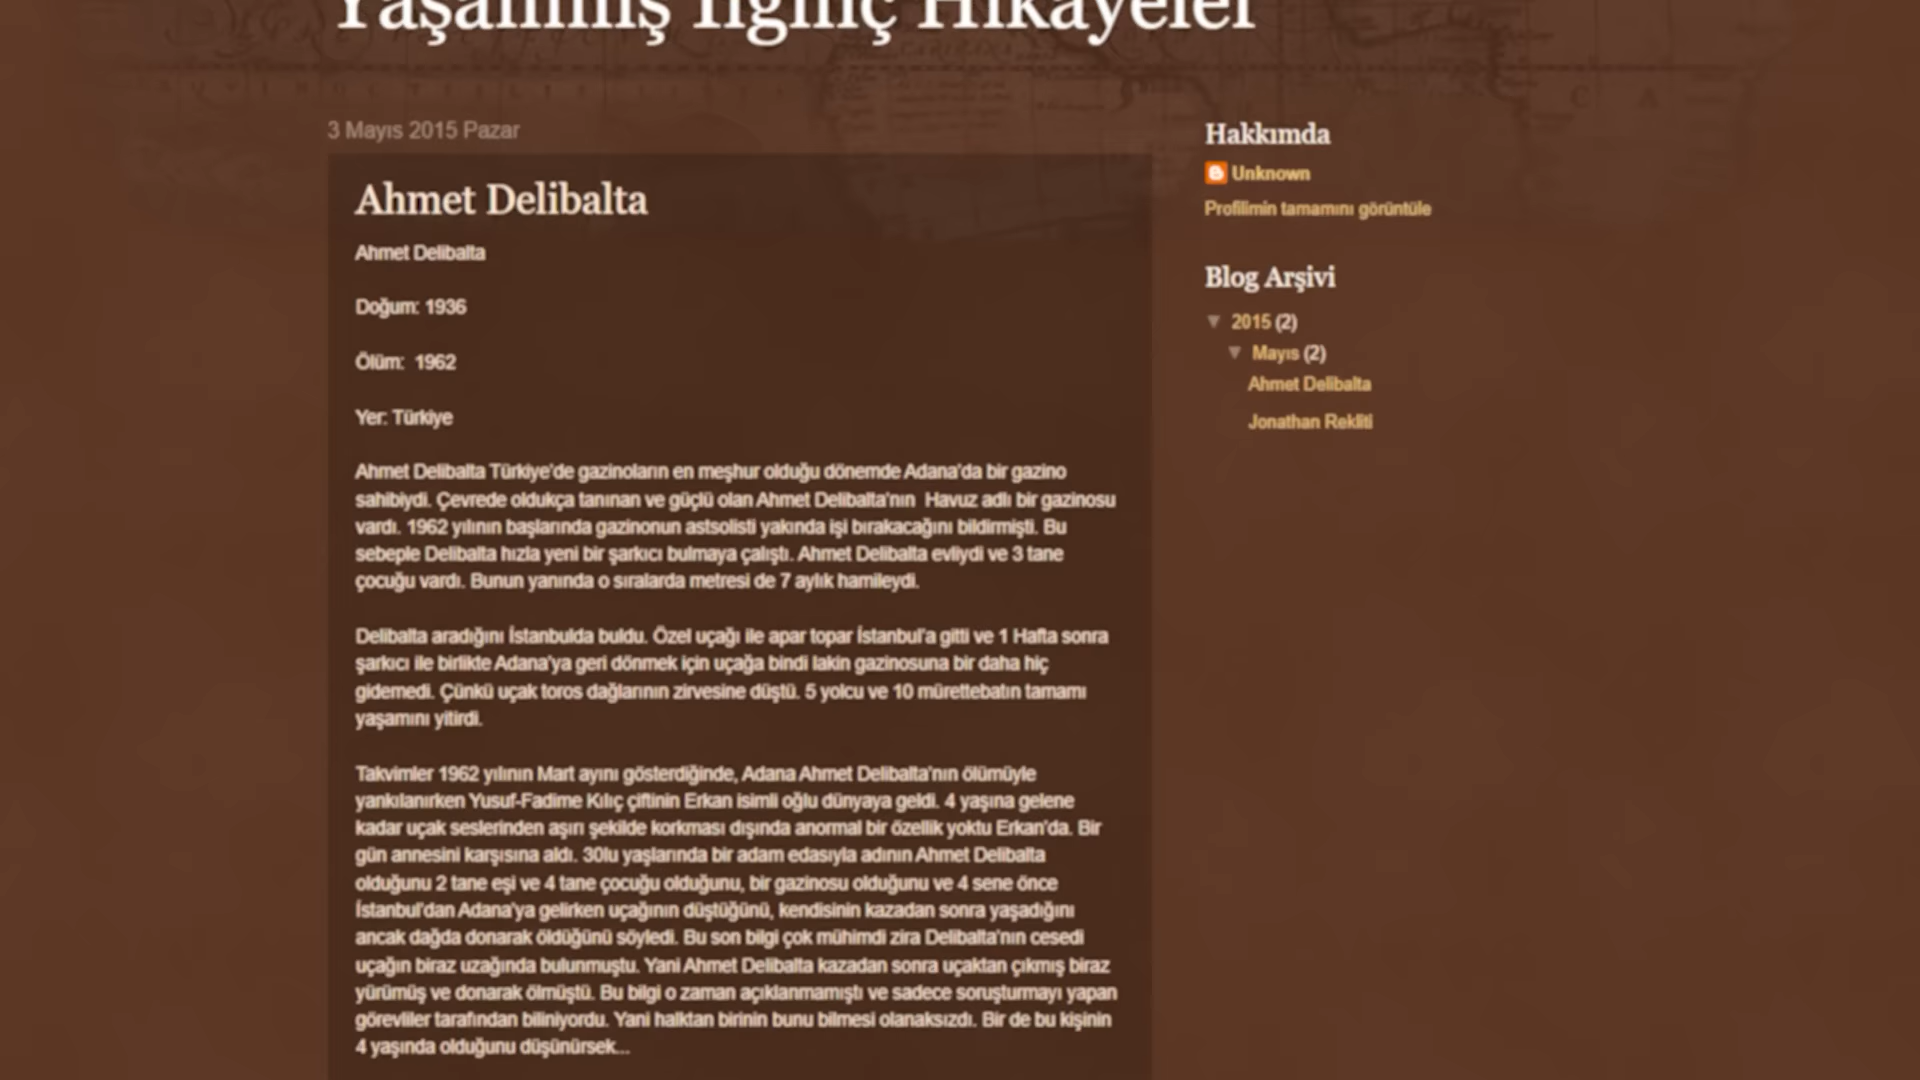 Yaşanmış İlginç Hikayeler
3 Mayıs 2015 Pazar
Ahmet Delibalta
Ahmet Delibalta
Doğum: 1936
Ölüm:  1962
Yer: Türkiye
Ahmet Delibalta Türkiye'de gazinoların en meşhur olduğu dönemde Adana'da bir gazino
sahibiydi. Çevrede oldukça tanınan ve güçlü olan Ahmet Delibalta'nın  Havuz adlı bir gazinosu
vardı. 1962 yılının başlarında gazinonun astsolisti yakında işi bırakacağını bildirmişti. Bu
sebeple Delibalta hızla yeni bir şarkıcı bulmaya çalıştı. Ahmet Delibalta evliydi ve 3 tane
çocuğu vardı. Bunun yanında o sıralarda metresi de 7 aylık hamileydi.
Delibalta aradığını İstanbulda buldu. Özel uçağı ile apar topar İstanbul'a gitti ve 1 Hafta sonra
şarkıcı ile birlikte Adana'ya geri dönmek için uçağa bindi lakin gazinosuna bir daha hiç
gidemedi. Çünkü uçak toros dağlarının zirvesine düştü. 5 yolcu ve 10 mürettebatın tamamı
yaşamını yitirdi.
Takvimler 1962 yılının Mart ayını gösterdiğinde, Adana Ahmet Delibalta'nın ölümüyle
yankılanırken Yusuf-Fadime Kılıç çiftinin Erkan isimli oğlu dünyaya geldi. 4 yaşına gelene
kadar uçak seslerinden aşırı şekilde korkması dışında anormal bir özellik yoktu Erkan'da. Bir
gün annesini karşısına aldı. 30lu yaşlarında bir adam edasıyla adının Ahmet Delibalta
olduğunu 2 tane eşi ve 4 tane çocuğu olduğunu, bir gazinosu olduğunu ve 4 sene önce
İstanbul'dan Adana'ya gelirken uçağının düştüğünü, kendisinin kazadan sonra yaşadığını
ancak dağda donarak öldüğünü söyledi. Bu son bilgi çok mühimdi zira Delibalta'nın cesedi
uçağın biraz uzağında bulunmuştu. Yani Ahmet Delibalta kazadan sonra uçaktan çıkmış biraz
yürümüş ve donarak ölmüştü. Bu bilgi o zaman açıklanmamıştı ve sadece soruşturmayı yapan
görevliler tarafından biliniyordu. Yani halktan birinin bunu bilmesi olanaksızdı. Bir de bu kişinin
4 yaşında olduğunu düşünürsek...
Hakkımda
Unknown
Profilimin tamamını görüntüle
Blog Arşivi
▼ 2015 (2)
▼ Mayıs (2)
Ahmet Delibalta
Jonathan Rekliti